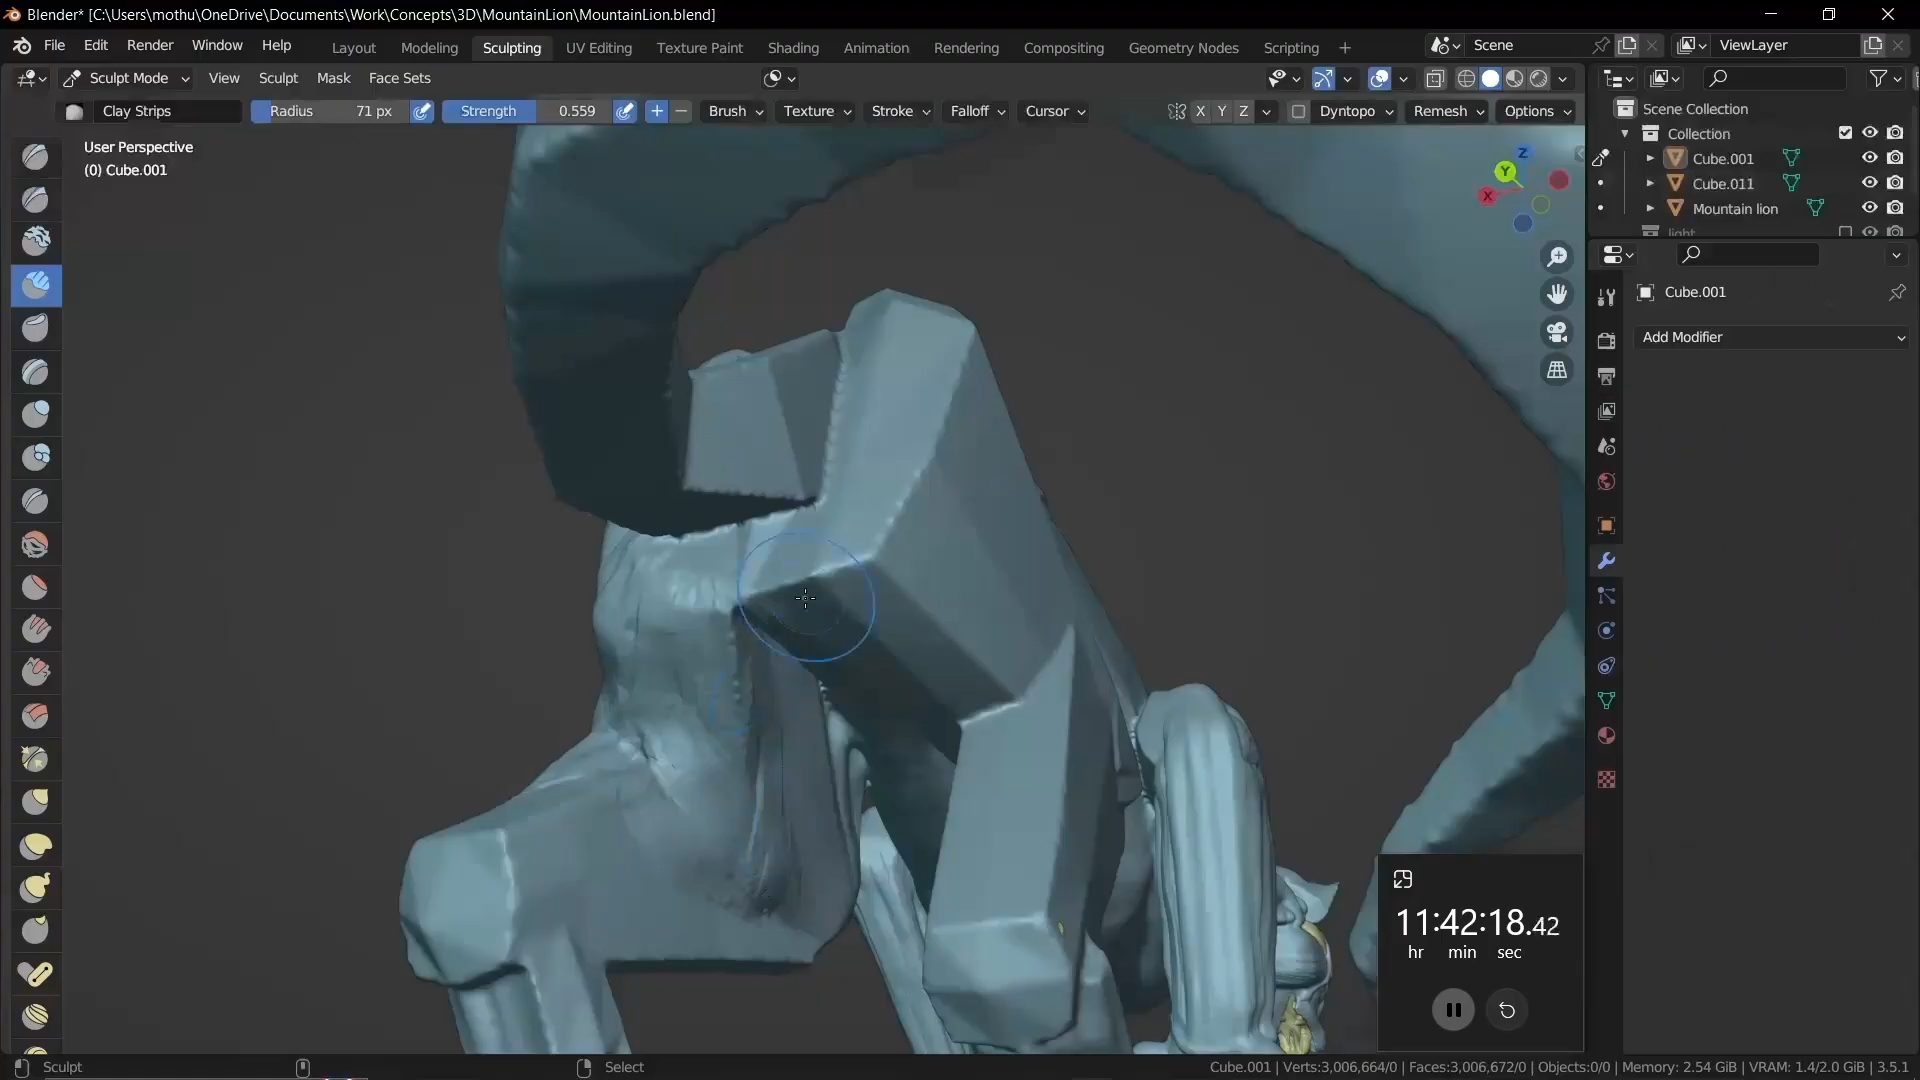 Blender* [C:\Users\mothu\OneDrive\Documents\Work\Concepts\3D\MountainLion\MountainLion.blend]
File Edit Render Window Help Layout Modeling Sculpting UV Editing Texture Paint Shading Animation Rendering Compositing Geometry Nodes Scripting + Scene ViewLayer
Sculpt Mode View Sculpt Mask Face Sets
Clay Strips Radius 71 px Strength 0.559 + − Brush Texture Stroke Falloff Cursor X Y Z Dyntopo Remesh Options
Scene Collection
Collection
Cube.001
Cube.011
Mountain lion
light
User Perspective
(0) Cube.001
Z
Y
X
Cube.001
Add Modifier
11:42:18.42
hr min sec
Sculpt Select Cube.001 | Verts:3,006,664/0 | Faces:3,006,672/0 | Objects:0/0 | Memory: 2.54 GiB | VRAM: 1.4/2.0 GiB | 3.5.1